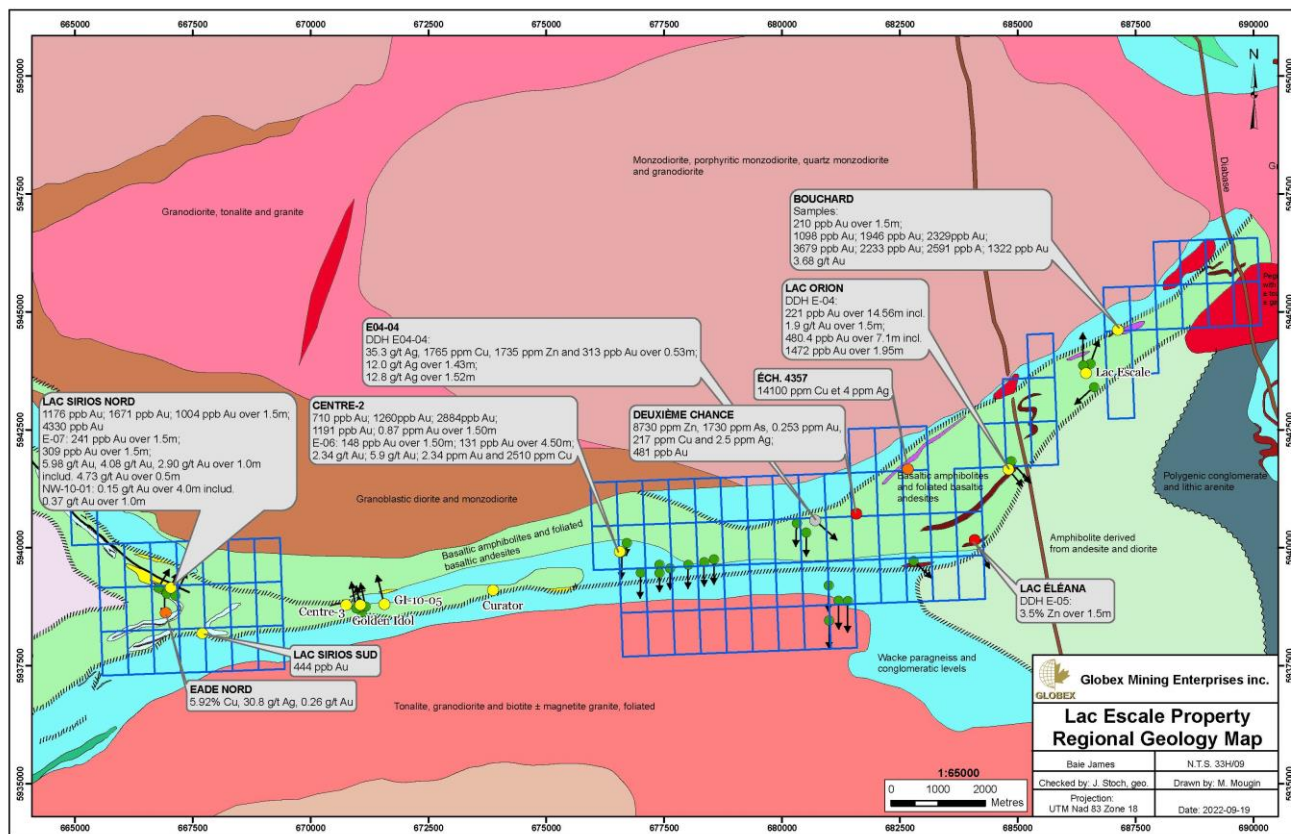 665000 667500 670000 672500 675000 677500 680000 682500 685000 687500 690000
5950000
5950000
N
Monzodiorite, porphyritic monzodiorite, quartz monzodiorite
and granodiorite
Diabase
5947500
5947500
Granodiorite, tonalite and granite
BOUCHARD
Samples:
210 ppb Au over 1.5m;
1098 ppb Au; 1946 ppb Au; 2329ppb Au;
3679 ppb Au; 2233 ppb Au; 2591 ppb A; 1322 ppb Au
3.68 g/t Au
LAC ORION
DDH E-04:
221 ppb Au over 14.56m incl.
1.9 g/t Au over 1.5m;
480.4 ppb Au over 7.1m incl.
1472 ppb Au over 1.95m
5945000
5945000
E04-04
DDH E04-04:
35.3 g/t Ag, 1765 ppm Cu, 1735 ppm Zn and 313 ppb Au over 0.53m;
12.0 g/t Ag over 1.43m;
12.8 g/t Ag over 1.52m
ÉCH. 4357
14100 ppm Cu et 4 ppm Ag
Lac Escale
LAC SIRIOS NORD
1176 ppb Au; 1671 ppb Au; 1004 ppb Au over 1.5m;
4330 ppb Au
E-07: 241 ppb Au over 1.5m;
309 ppb over 1.5m;
5.98 g/t Au, 4.08 g/t Au, 2.90 g/t Au over 1.0m
includ. 4.73 g/t Au over 0.5m
NW-10-01: 0.15 g/t Au over 4.0m includ.
0.37 g/t Au over 1.0m
CENTRE-2
710 ppb Au; 1260ppb Au; 2884ppb Au;
1191 ppb Au; 0.87 ppm Au over 1.50m
E-06: 148 ppb Au over 1.50m; 131 ppb Au over 4.50m;
2.34 g/t Au; 5.9 g/t Au; 2.34 ppm Au and 2510 ppm Cu
DEUXIÈME CHANCE
8730 ppm Zn, 1730 ppm As, 0.253 ppm Au,
217 ppm Cu and 2.5 ppm Ag;
481 ppb Au
5942500
5942500
Basaltic amphibolites
and foliated basaltic
andesites
Polygenic conglomerate
and lithic arenite
Granoblastic diorite and monzodiorite
Basaltic amphibolites and foliated
basaltic andesites
Amphibolite derived
from andesite and diorite
5940000
5940000
Centre-3
Golden Idol
GI-10-05
Curator
LAC ÉLÉANA
DDH E-05:
3.5% Zn over 1.5m
LAC SIRIOS SUD
444 ppb Au
5937500
5937500
EADE NORD
5.92% Cu, 30.8 g/t Ag, 0.26 g/t Au
Wacke paragneiss and
conglomeratic levels
Tonalite, granodiorite and biotite ± magnetite granite, foliated
GLOBEX
Globex Mining Enterprises inc.
Lac Escale Property
Regional Geology Map
Baie James
N.T.S. 33H/09
Checked by: J. Stoch, geo.
Drawn by: M. Mougin
Projection:
UTM Nad 83 Zone 18
Date: 2022-09-19
1:65000
0 1000 2000
Metres
5935000
5935000
665000 667500 670000 672500 675000 677500 680000 682500 685000 687500 690000